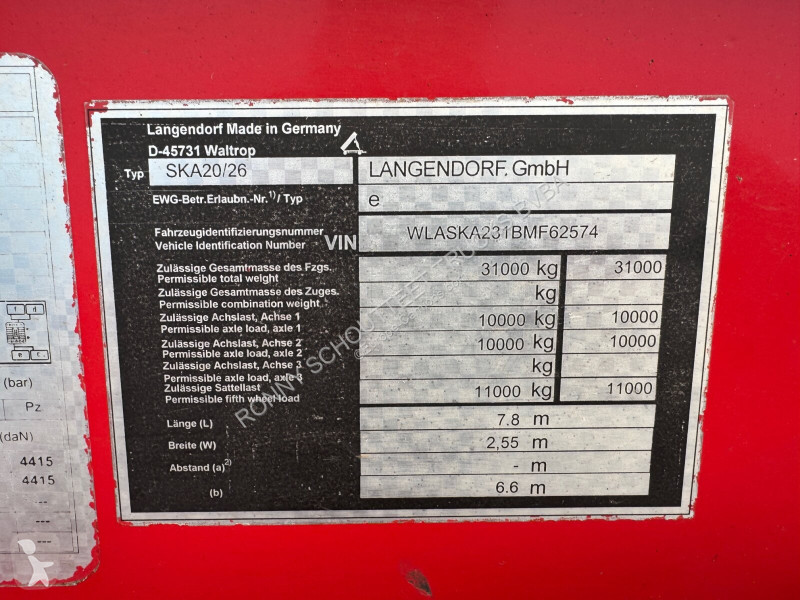 Langendorf Made in Germany
D-45731 Waltrop
Typ SKA20/26 LANGENDORF. GmbH
EWG-Betr.Erlaubn.-Nr.1) / Typ e
Fahrzeugidentifizierungsnummer
Vehicle Identification Number VIN WLASKA231BMF62574
Zulässige Gesamtmasse des Fzgs.
Permissible total weight 31000 kg 31000
Zulässige Gesamtmasse des Zuges.
Permissible combination weight. kg
Zulässige Achslast, Achse 1
Permissible axle load, axle 1 10000 kg 10000
Zulässige Achslast, Achse 2
Permissible axle load, axle 2 10000 kg 10000
Zulässige Achslast, Achse 3
Permissible axle load, axle 3 kg
Zulässige Sattellast
Permissible fifth wheel load 11000 kg 11000
Länge (L) 7.8 m
Breite (W) 2,55 m
Abstand (a)2) - m
(b) 6.6 m
(bar)
Pz
(daN)
4415
4415
---
---
---
RONNY SCHOUTTEET TRUCKS BVBA